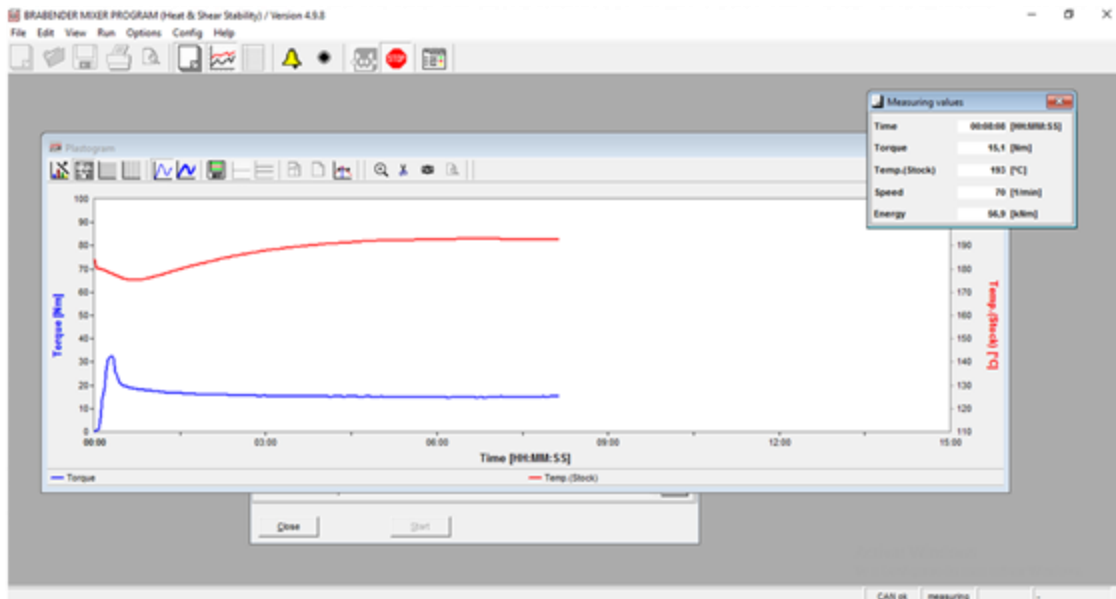 BRABENDER MIXER PROGRAM (Heat & Shear Stability) / Version 4.9.8
File Edit View Run Options Config Help
STOP
Measuring values
Time 00:08:08 [HH:MM:SS]
Torque 15,1 [Nm]
Temp.(Stock) 193 [°C]
Speed 70 [1/min]
Energy 56,9 [kNm]
Plastogram
100
90
80
70
60
50
40
30
20
10
0
Torque [Nm]
190
180
170
160
150
140
130
120
110
Temp.(Stock) [°C]
00:00 03:00 06:00 09:00 12:00 15:00
Time [HH:MM:SS]
Torque Temp.(Stock)
Close Start
CAN ok measuring -